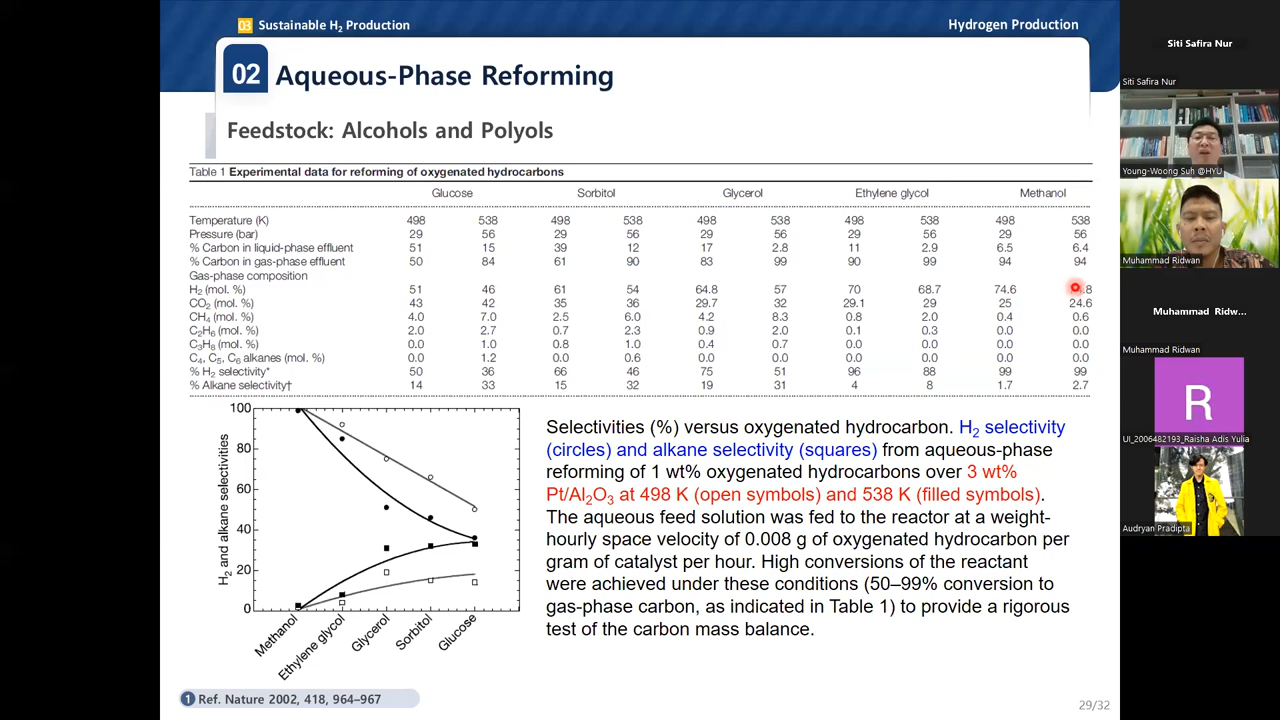 03 Sustainable H₂ Production
Hydrogen Production
02 Aqueous-Phase Reforming
Feedstock: Alcohols and Polyols
Table 1 Experimental data for reforming of oxygenated hydrocarbons
Glucose Sorbitol Glycerol Ethylene glycol Methanol
Temperature (K) 498 538 498 538 498 538 498 538 498 538
Pressure (bar) 29 56 29 56 29 56 29 56 29 56
% Carbon in liquid-phase effluent 51 15 39 12 17 2.8 11 2.9 6.5 6.4
% Carbon in gas-phase effluent 50 84 61 90 83 99 90 99 94 94
Gas-phase composition
H₂ (mol. %) 51 46 61 54 64.8 57 70 68.7 74.6 .8
CO₂ (mol. %) 43 42 35 36 29.7 32 29.1 29 25 24.6
CH₄ (mol. %) 4.0 7.0 2.5 6.0 4.2 8.3 0.8 2.0 0.4 0.6
C₂H₆ (mol. %) 2.0 2.7 0.7 2.3 0.9 2.0 0.1 0.3 0.0 0.0
C₃H₈ (mol. %) 0.0 1.0 0.8 1.0 0.4 0.7 0.0 0.0 0.0 0.0
C₄, C₅, C₆ alkanes (mol. %) 0.0 1.2 0.0 0.6 0.0 0.0 0.0 0.0 0.0 0.0
% H₂ selectivity* 50 36 66 46 75 51 96 88 99 99
% Alkane selectivity† 14 33 15 32 19 31 4 8 1.7 2.7
H₂ and alkane selectivities
100
80
60
40
20
0
Methanol
Ethylene glycol
Glycerol
Sorbitol
Glucose
Selectivities (%) versus oxygenated hydrocarbon. H₂ selectivity
(circles) and alkane selectivity (squares) from aqueous-phase
reforming of 1 wt% oxygenated hydrocarbons over 3 wt%
Pt/Al₂O₃ at 498 K (open symbols) and 538 K (filled symbols).
The aqueous feed solution was fed to the reactor at a weight-
hourly space velocity of 0.008 g of oxygenated hydrocarbon per
gram of catalyst per hour. High conversions of the reactant
were achieved under these conditions (50–99% conversion to
gas-phase carbon, as indicated in Table 1) to provide a rigorous
test of the carbon mass balance.
1 Ref. Nature 2002, 418, 964–967
29/32
Siti Safira Nur
Siti Safira Nur
Young-Woong Suh @HYU
Muhammad Ridwan
Muhammad Ridw...
Muhammad Ridwan
R
UI_2006482193_Raisha Adis Yulia
Audryan Pradipta